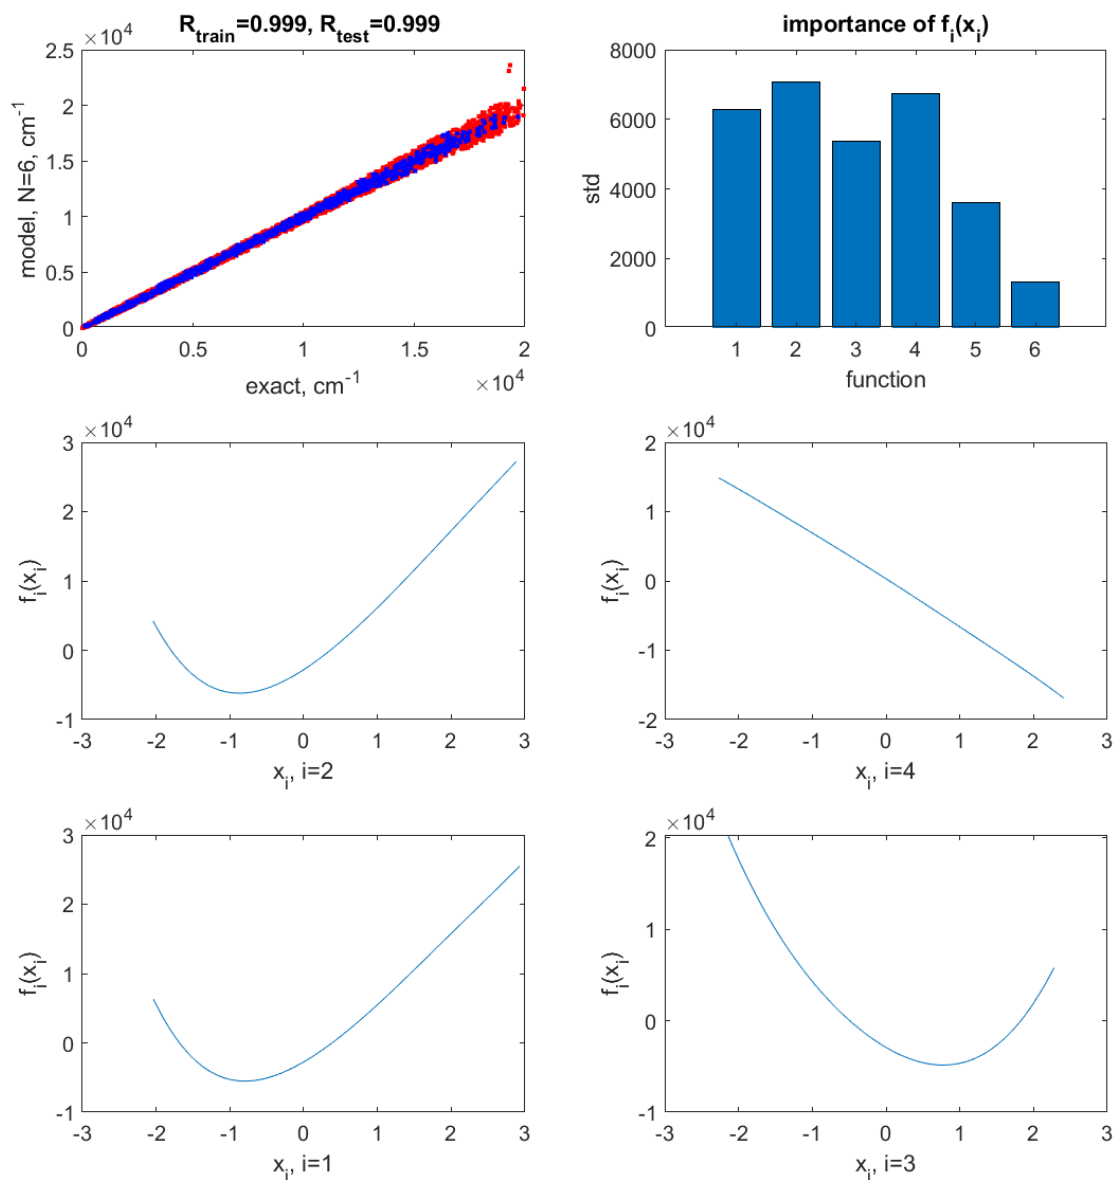 R_train=0.999, R_test=0.999
×10^4
2.5
2
1.5
1
0.5
0
model, N=6, cm^-1
0 0.5 1 1.5 2
×10^4
exact, cm^-1
importance of f_i(x_i)
8000
6000
4000
2000
0
std
1 2 3 4 5 6
function
×10^4
3
2
1
0
-1
f_i(x_i)
-3 -2 -1 0 1 2 3
x_i, i=2
×10^4
2
1
0
-1
-2
f_i(x_i)
-3 -2 -1 0 1 2 3
x_i, i=4
×10^4
3
2
1
0
-1
f_i(x_i)
-3 -2 -1 0 1 2 3
x_i, i=1
×10^4
2
1
0
-1
f_i(x_i)
-3 -2 -1 0 1 2 3
x_i, i=3